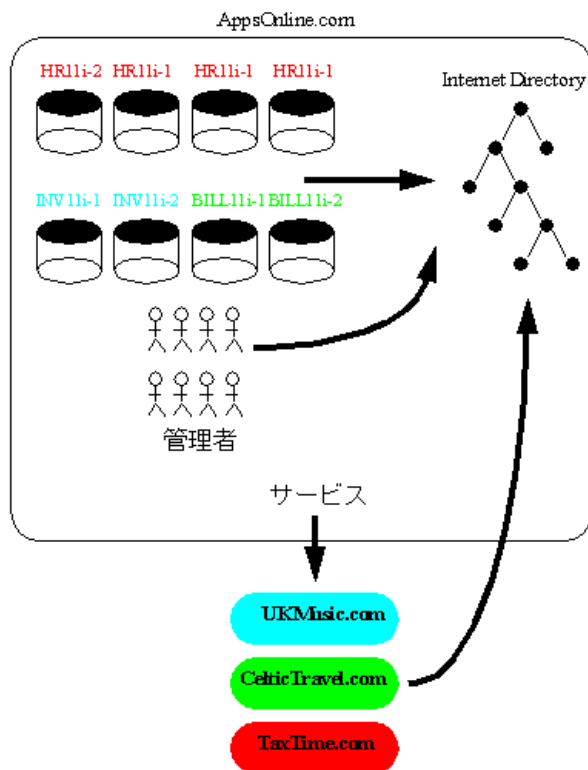 AppsOnline.com
HR11i-2 HR11i-1 HR11i-1 HR11i-1
Internet Directory
INV11i-1 INV11i-2 BILL11i-1 BILL11i-2
管理者
サービス
UKMusic.com
CelticTravel.com
TaxTime.com